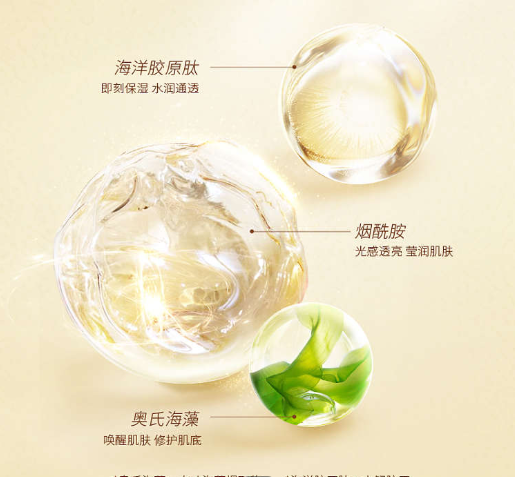 海洋胶原肽
即刻保湿 水润通透
烟酰胺
光感透亮 莹润肌肤
奥氏海藻
唤醒肌肤 修护肌底